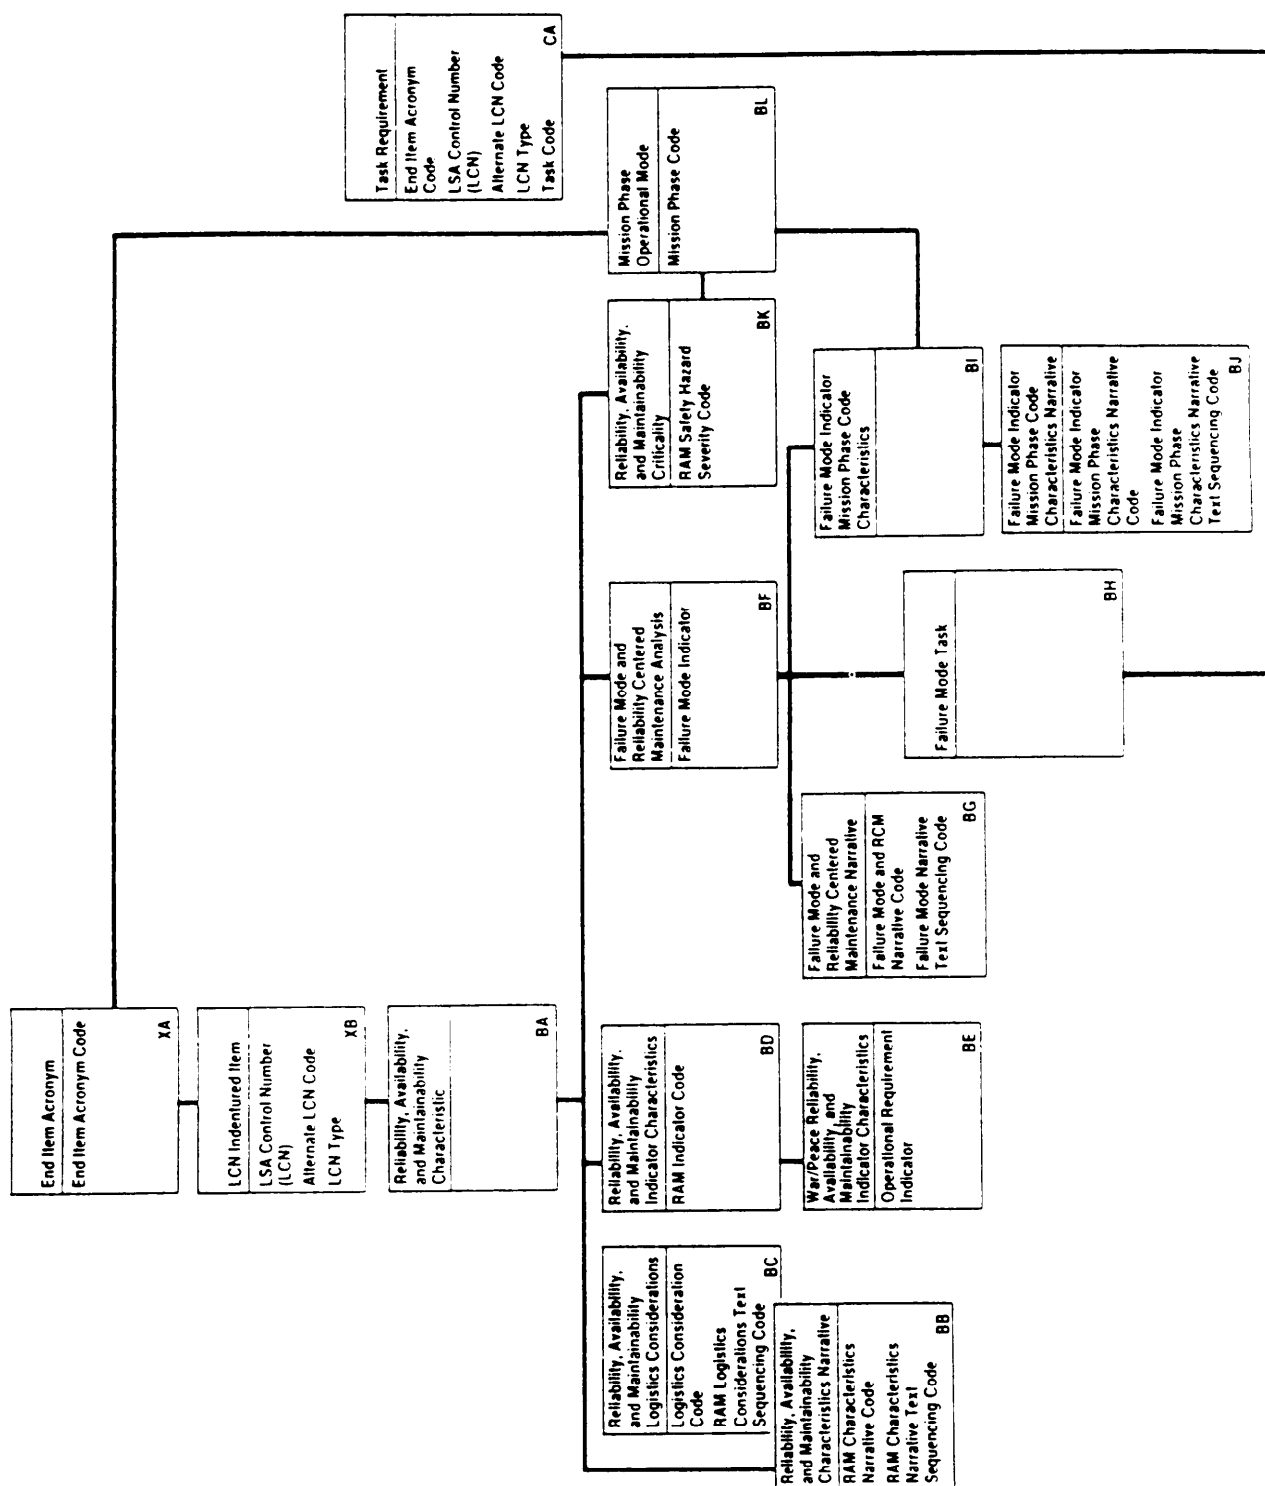 End Item Acronym
End Item Acronym Code
XA
LCN Indentured Item
LSA Control Number
(LCN)
Alternate LCN Code
LCN Type
XB
Reliability, Availability,
and Maintainability
Characteristic
BA
Task Requirement
End Item Acronym
Code
LSA Control Number
(LCN)
Alternate LCN Code
LCN Type
Task Code
CA
Reliability, Availability,
and Maintainability
Logistics Considerations
Logistics Consideration
Code
RAM Logistics
Considerations Text
Sequencing Code
BC
Reliability, Availability,
and Maintainability
Indicator Characteristics
RAM Indicator Code
BD
Failure Mode and
Reliability Centered
Maintenance Analysis
Failure Mode Indicator
BF
Reliability, Availability,
and Maintainability
Criticality
RAM Safety Hazard
Severity Code
BK
Mission Phase
Operational Mode
Mission Phase Code
BL
Reliability, Availability,
and Maintainability
Characteristics Narrative
RAM Characteristics
Narrative Code
RAM Characteristics
Narrative Text
Sequencing Code
BB
War/Peace Reliability,
Availability, and
Maintainability
Indicator Characteristics
Operational Requirement
Indicator
BE
Failure Mode and
Reliability Centered
Maintenance Narrative
Failure Mode and RCM
Narrative Code
Failure Mode Narrative
Text Sequencing Code
BG
Failure Mode Task
BH
Failure Mode Indicator
Mission Phase Code
Characteristics
BI
Failure Mode Indicator
Mission Phase Code
Characteristics Narrative
Failure Mode Indicator
Mission Phase
Characteristics Narrative
Code
Failure Mode Indicator
Mission Phase
Characteristics Narrative
Text Sequencing Code
BJ